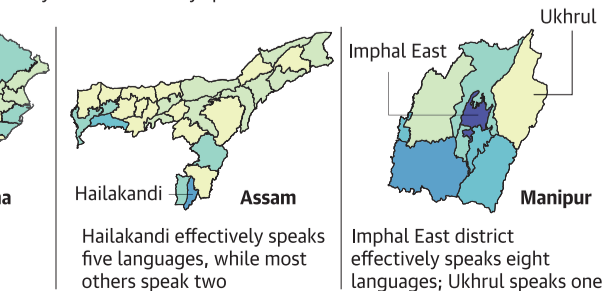 Ukhrul
Imphal East
Hailakandi
Assam
Manipur
Hailakandi effectively speaks
five languages, while most
others speak two
Imphal East district
effectively speaks eight
languages; Ukhrul speaks one